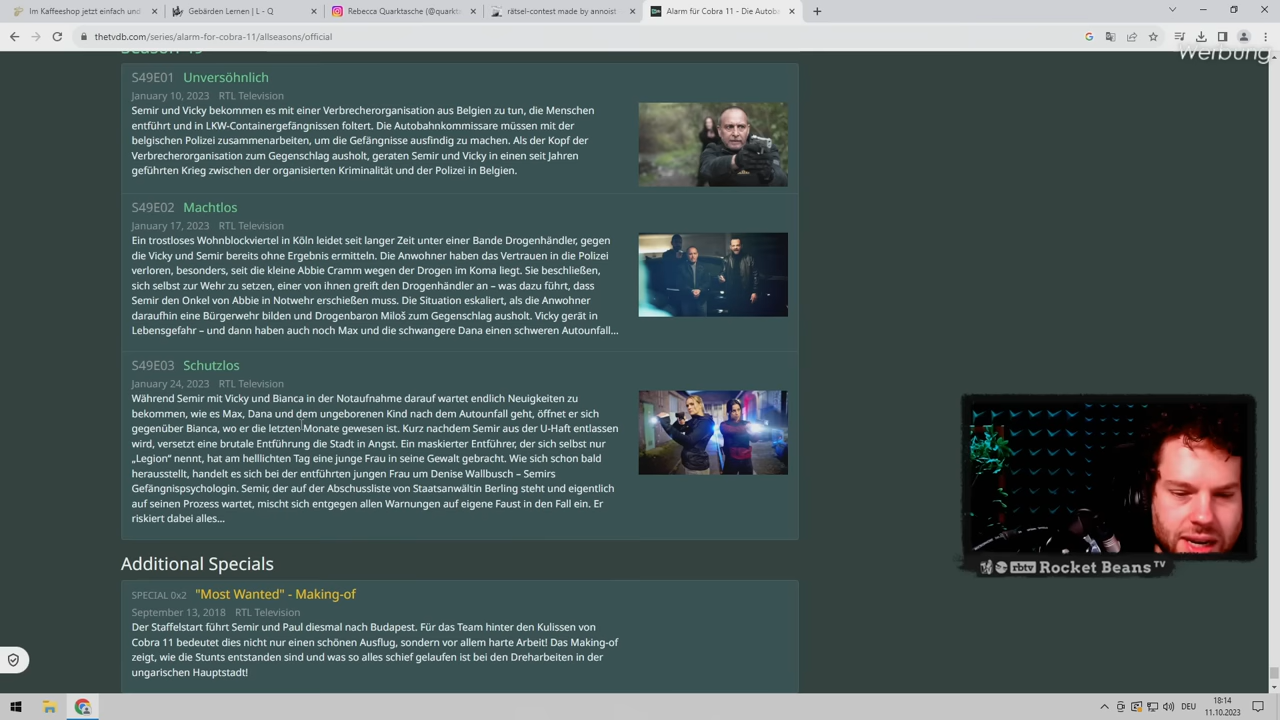 Im Kaffeeshop jetzt einfach und
Gebärden Lernen | L - Q
Rebecca Quarktasche (@quarkta
rätsel-contest made by annoist
Alarm für Cobra 11 - Die Autob
thetvdb.com/series/alarm-for-cobra-11/allseasons/official
Werbung
S49E01 Unversöhnlich
January 10, 2023 RTL Television
Semir und Vicky bekommen es mit einer Verbrecherorganisation aus Belgien zu tun, die Menschen
entführt und in LKW-Containergefängnissen foltert. Die Autobahnkommissare müssen mit der
belgischen Polizei zusammenarbeiten, um die Gefängnisse ausfindig zu machen. Als der Kopf der
Verbrecherorganisation zum Gegenschlag ausholt, geraten Semir und Vicky in einen seit Jahren
geführten Krieg zwischen der organisierten Kriminalität und der Polizei in Belgien.
S49E02 Machtlos
January 17, 2023 RTL Television
Ein trostloses Wohnblockviertel in Köln leidet seit langer Zeit unter einer Bande Drogenhändler, gegen
die Vicky und Semir bereits ohne Ergebnis ermitteln. Die Anwohner haben das Vertrauen in die Polizei
verloren, besonders, seit die kleine Abbie Cramm wegen der Drogen im Koma liegt. Sie beschließen,
sich selbst zur Wehr zu setzen, einer von ihnen greift den Drogenhändler an – was dazu führt, dass
Semir den Onkel von Abbie in Notwehr erschießen muss. Die Situation eskaliert, als die Anwohner
daraufhin eine Bürgerwehr bilden und Drogenbaron Miloš zum Gegenschlag ausholt. Vicky gerät in
Lebensgefahr – und dann haben auch noch Max und die schwangere Dana einen schweren Autounfall...
S49E03 Schutzlos
January 24, 2023 RTL Television
Während Semir mit Vicky und Bianca in der Notaufnahme darauf wartet endlich Neuigkeiten zu
bekommen, wie es Max, Dana und dem ungeborenen Kind nach dem Autounfall geht, öffnet er sich
gegenüber Bianca, wo er die letzten Monate gewesen ist. Kurz nachdem Semir aus der U-Haft entlassen
wird, versetzt eine brutale Entführung die Stadt in Angst. Ein maskierter Entführer, der sich selbst nur
„Legion“ nennt, hat am helllichten Tag eine junge Frau in seine Gewalt gebracht. Wie sich schon bald
herausstellt, handelt es sich bei der entführten jungen Frau um Denise Wallbusch – Semirs
Gefängnispsychologin. Semir, der auf der Abschussliste von Staatsanwältin Berling steht und eigentlich
auf seinen Prozess wartet, mischt sich entgegen allen Warnungen auf eigene Faust in den Fall ein. Er
riskiert dabei alles...
rbtv Rocket Beans TV
Additional Specials
SPECIAL 0x2 "Most Wanted" - Making-of
September 13, 2018 RTL Television
Der Staffelstart führt Semir und Paul diesmal nach Budapest. Für das Team hinter den Kulissen von
Cobra 11 bedeutet dies nicht nur einen schönen Ausflug, sondern vor allem harte Arbeit! Das Making-of
zeigt, wie die Stunts entstanden sind und was so alles schief gelaufen ist bei den Dreharbeiten in der
ungarischen Hauptstadt!
DEU
18:14
11.10.2023